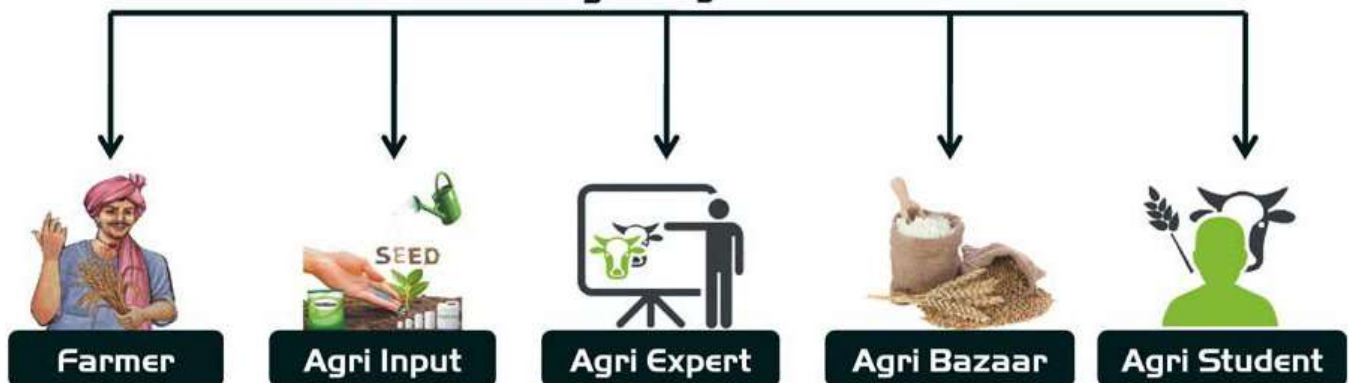 SEED
Farmer
Agri Input
Agri Expert
Agri Bazaar
Agri Student